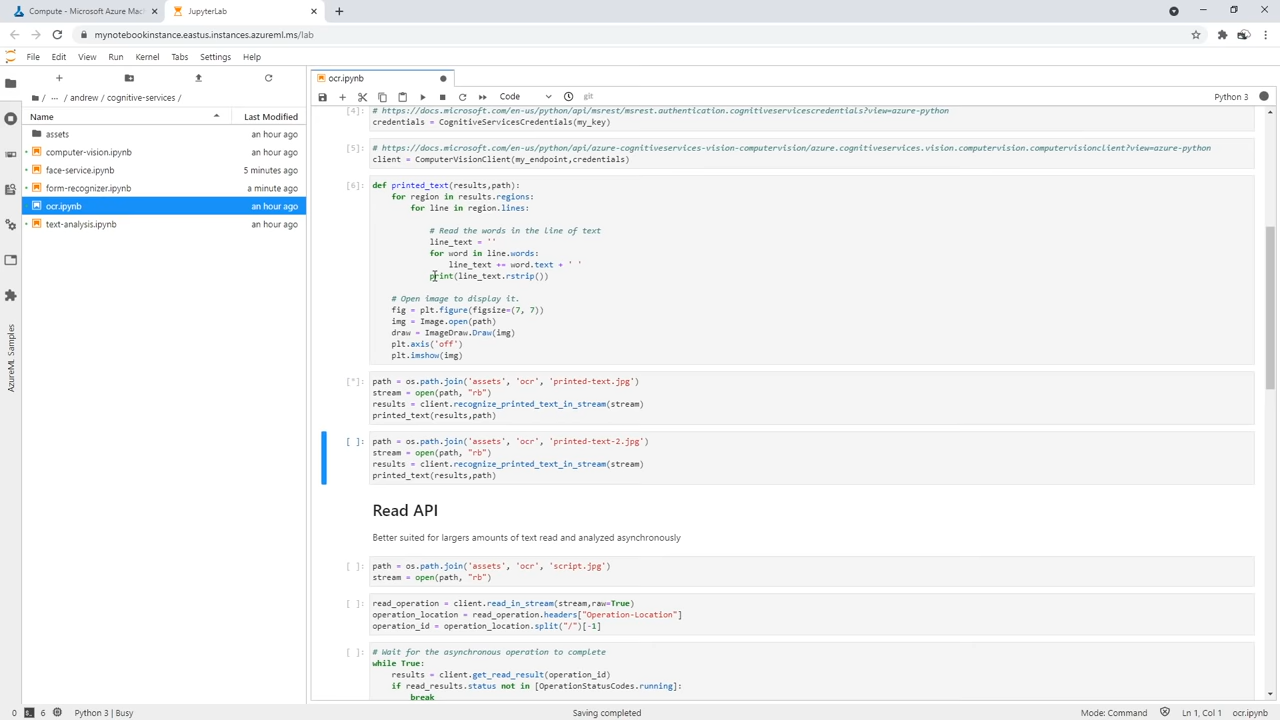 Compute - Microsoft Azure Mac
JupyterLab
mynotebookinstance.eastus.instances.azureml.ms/lab
File Edit View Run Kernel Tabs Settings Help
/ ... / andrew / cognitive-services /
Name Last Modified
assets an hour ago
computer-vision.ipynb an hour ago
face-service.ipynb 5 minutes ago
form-recognizer.ipynb a minute ago
ocr.ipynb an hour ago
text-analysis.ipynb an hour ago
AzureML Samples
ocr.ipynb
Code git Python 3
[4]: # https://docs.microsoft.com/en-us/python/api/msrest/msrest.authentication.cognitiveservicescredentials?view=azure-python
credentials = CognitiveServicesCredentials(my_key)
[5]: # https://docs.microsoft.com/en-us/python/api/azure-cognitiveservices-vision-computervision/azure.cognitiveservices.vision.computervision.computervisionclient?view=azure-python
client = ComputerVisionClient(my_endpoint,credentials)
[6]: def printed_text(results,path):
for region in results.regions:
for line in region.lines:
# Read the words in the line of text
line_text = ''
for word in line.words:
line_text += word.text + ' '
print(line_text.rstrip())
# Open image to display it.
fig = plt.figure(figsize=(7, 7))
img = Image.open(path)
draw = ImageDraw.Draw(img)
plt.axis('off')
plt.imshow(img)
[*]: path = os.path.join('assets', 'ocr', 'printed-text.jpg')
stream = open(path, "rb")
results = client.recognize_printed_text_in_stream(stream)
printed_text(results,path)
[ ]: path = os.path.join('assets', 'ocr', 'printed-text-2.jpg')
stream = open(path, "rb")
results = client.recognize_printed_text_in_stream(stream)
printed_text(results,path)
Read API
Better suited for largers amounts of text read and analyzed asynchronously
[ ]: path = os.path.join('assets', 'ocr', 'script.jpg')
stream = open(path, "rb")
[ ]: read_operation = client.read_in_stream(stream,raw=True)
operation_location = read_operation.headers["Operation-Location"]
operation_id = operation_location.split("/")[-1]
[ ]: # Wait for the asynchronous operation to complete
while True:
results = client.get_read_result(operation_id)
if read_results.status not in [OperationStatusCodes.running]:
break
0 6 Python 3 | Busy Saving completed Mode: Command Ln 1, Col 1 ocr.ipynb